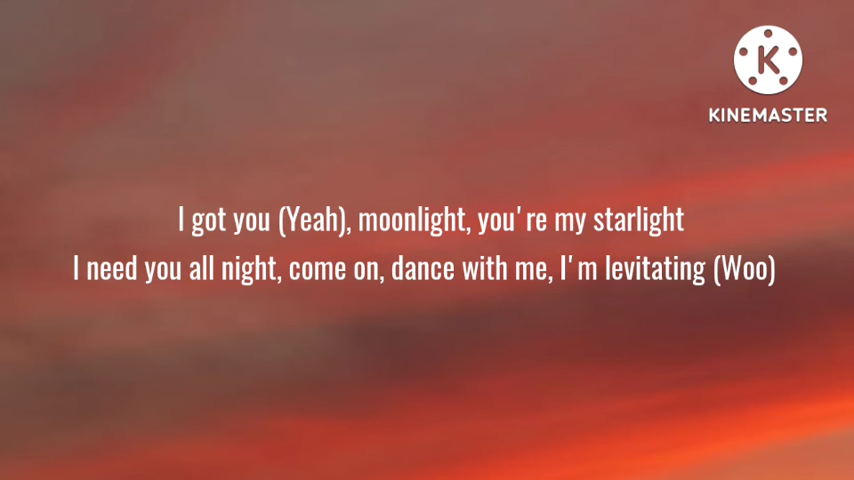 KINEMASTER
I got you (Yeah), moonlight, you're my starlight
I need you all night, come on, dance with me, I'm levitating (Woo)